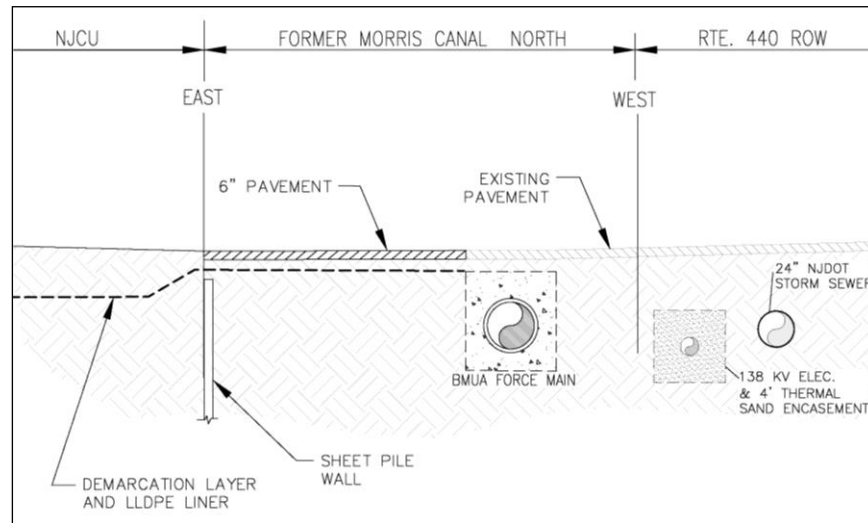 NJCU
FORMER MORRIS CANAL NORTH
RTE. 440 ROW
EAST
WEST
6" PAVEMENT
EXISTING
PAVEMENT
24" NJDOT
STORM SEWER
BMUA FORCE MAIN
138 KV ELEC.
& 4' THERMAL
SAND ENCASEMENT
SHEET PILE
WALL
DEMARCATION LAYER
AND LLDPE LINER